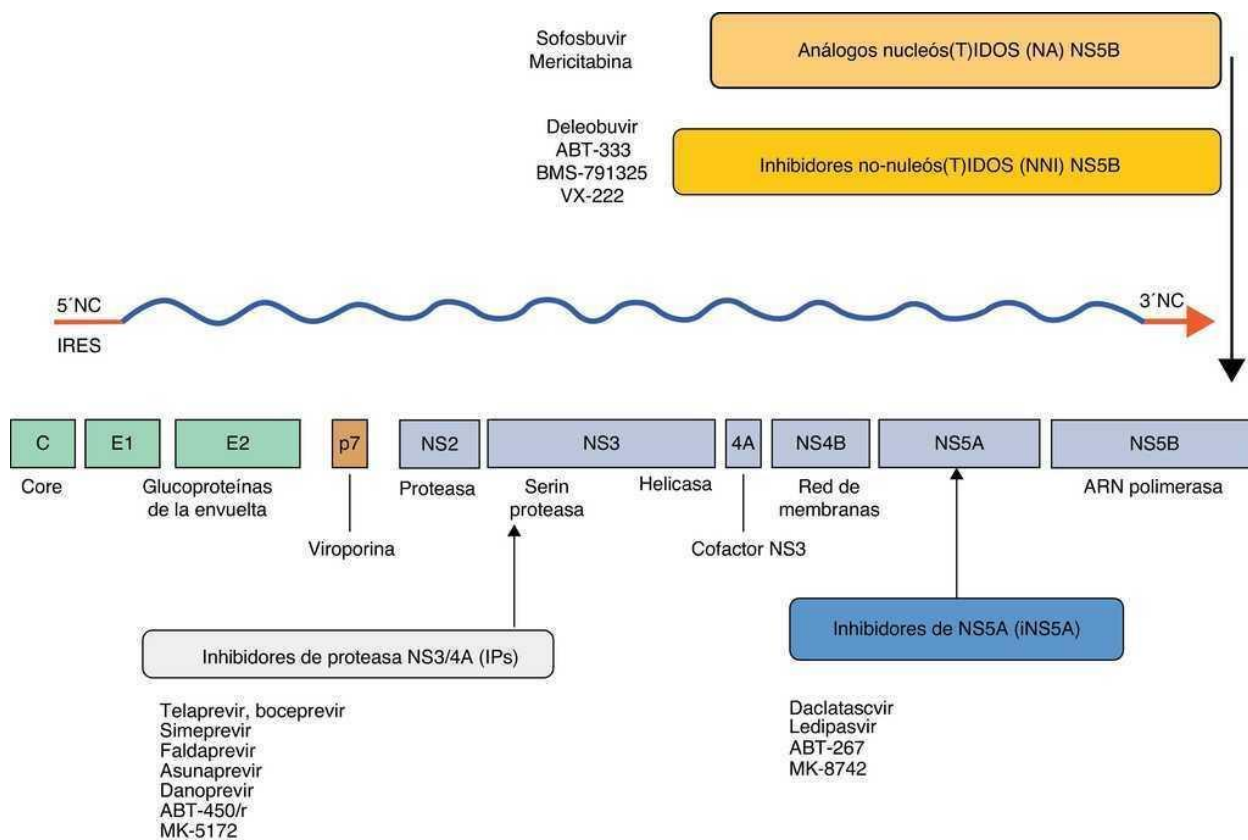 Sofosbuvir
Mericitabina
Análogos nucleós(T)IDOS (NA) NS5B
Deleobuvir
ABT-333
BMS-791325
VX-222
Inhibidores no-nuleós(T)IDOS (NNI) NS5B
5´NC
IRES
3´NC
C
E1
E2
p7
NS2
NS3
4A
NS4B
NS5A
NS5B
Core
Glucoproteínas
de la envuelta
Viroporina
Proteasa
Serin
proteasa
Helicasa
Cofactor NS3
Red de
membranas
ARN polimerasa
Inhibidores de proteasa NS3/4A (IPs)
Telaprevir, boceprevir
Simeprevir
Faldaprevir
Asunaprevir
Danoprevir
ABT-450/r
MK-5172
Inhibidores de NS5A (iNS5A)
Daclatascvir
Ledipasvir
ABT-267
MK-8742